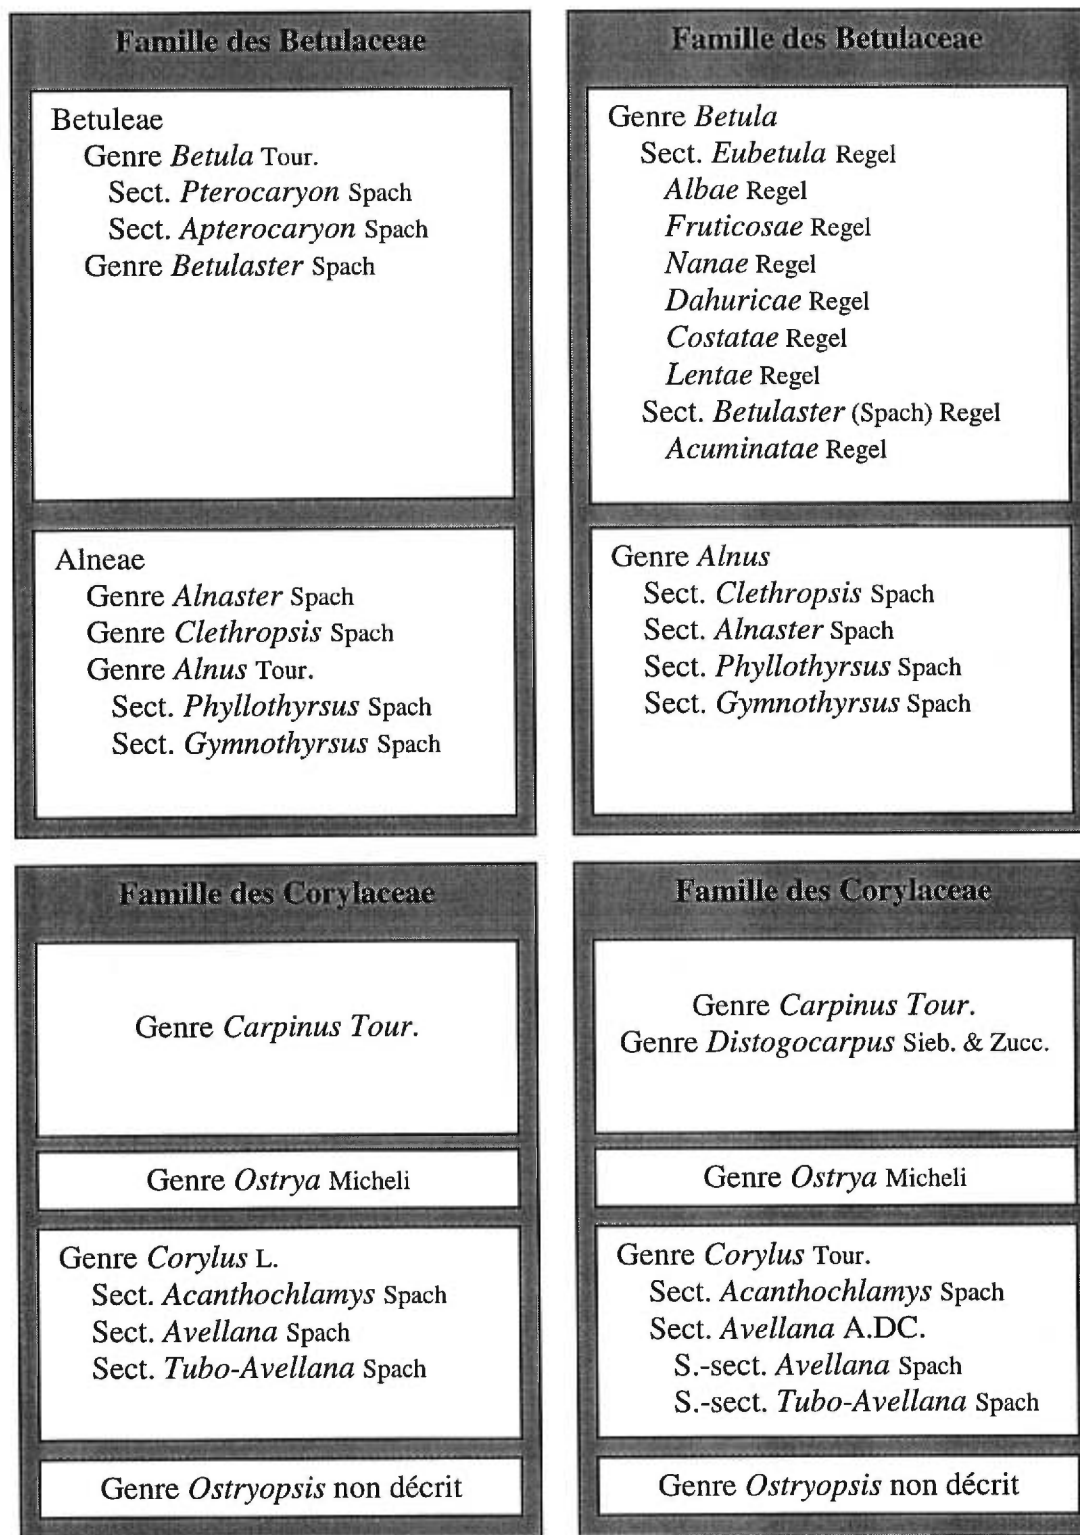 Famille des Betulaceae
Betuleae
Genre Betula Tour.
Sect. Pterocaryon Spach
Sect. Apterocaryon Spach
Genre Betulaster Spach
Alneae
Genre Alnaster Spach
Genre Clethropsis Spach
Genre Alnus Tour.
Sect. Phyllothyrsus Spach
Sect. Gymnothyrsus Spach
Famille des Betulaceae
Genre Betula
Sect. Eubetula Regel
Albae Regel
Fruticosae Regel
Nanae Regel
Dahuricae Regel
Costatae Regel
Lentae Regel
Sect. Betulaster (Spach) Regel
Acuminatae Regel
Genre Alnus
Sect. Clethropsis Spach
Sect. Alnaster Spach
Sect. Phyllothyrsus Spach
Sect. Gymnothyrsus Spach
Famille des Corylaceae
Genre Carpinus Tour.
Genre Ostrya Micheli
Genre Corylus L.
Sect. Acanthochlamys Spach
Sect. Avellana Spach
Sect. Tubo-Avellana Spach
Genre Ostryopsis non décrit
Famille des Corylaceae
Genre Carpinus Tour.
Genre Distogocarpus Sieb. & Zucc.
Genre Ostrya Micheli
Genre Corylus Tour.
Sect. Acanthochlamys Spach
Sect. Avellana A.DC.
S.-sect. Avellana Spach
S.-sect. Tubo-Avellana Spach
Genre Ostryopsis non décrit